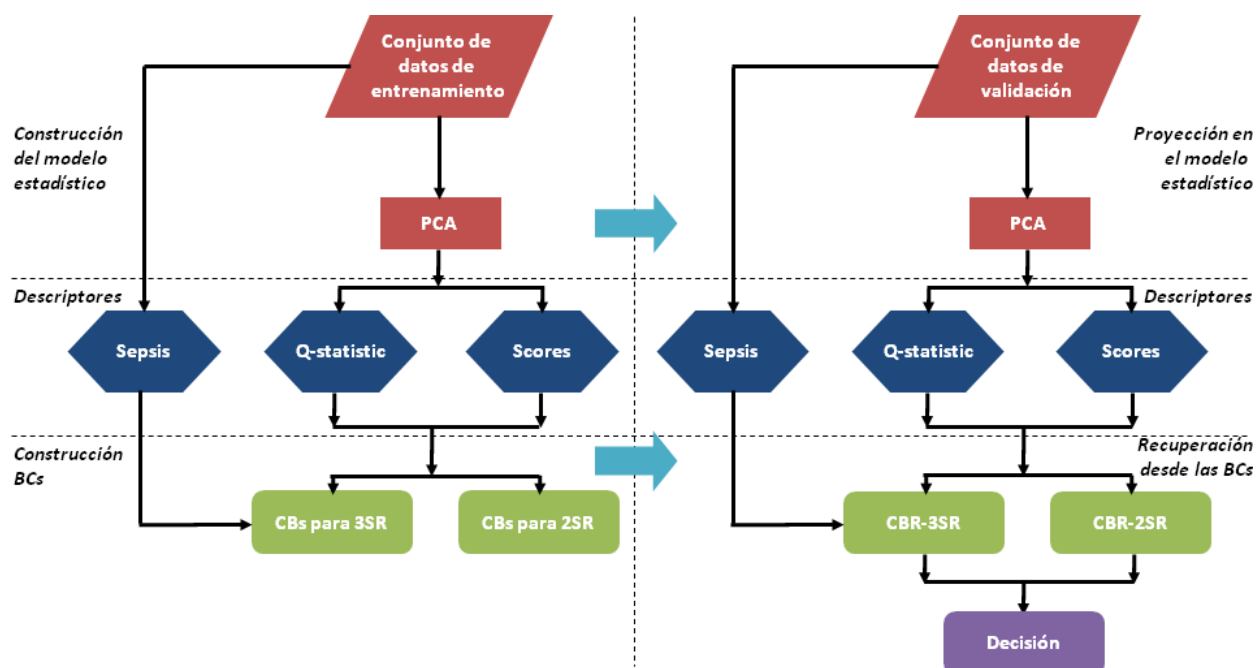 Conjunto de
datos de
entrenamiento
Construcción
del modelo
estadístico
PCA
Descriptores
Sepsis
Q-statistic
Scores
Construcción
BCs
CBs para 3SR
CBs para 2SR
Conjunto de
datos de
validación
Proyección en
el modelo
estadístico
PCA
Descriptores
Sepsis
Q-statistic
Scores
Recuperación
desde las BCs
CBR-3SR
CBR-2SR
Decisión